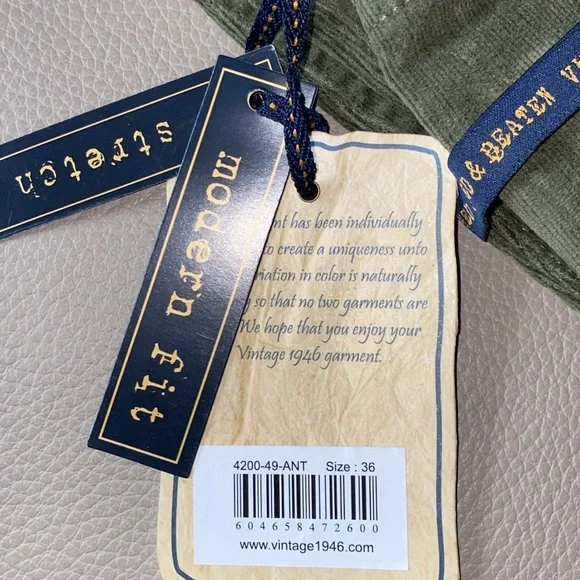 stretch
modern fit
& BEATEN
has been individually
to create a uniqueness unto
in color is naturally
so that no two garments are
We hope that you enjoy your
Vintage 1946 garment.
4200-49-ANT Size : 36
604658472600
www.vintage1946.com